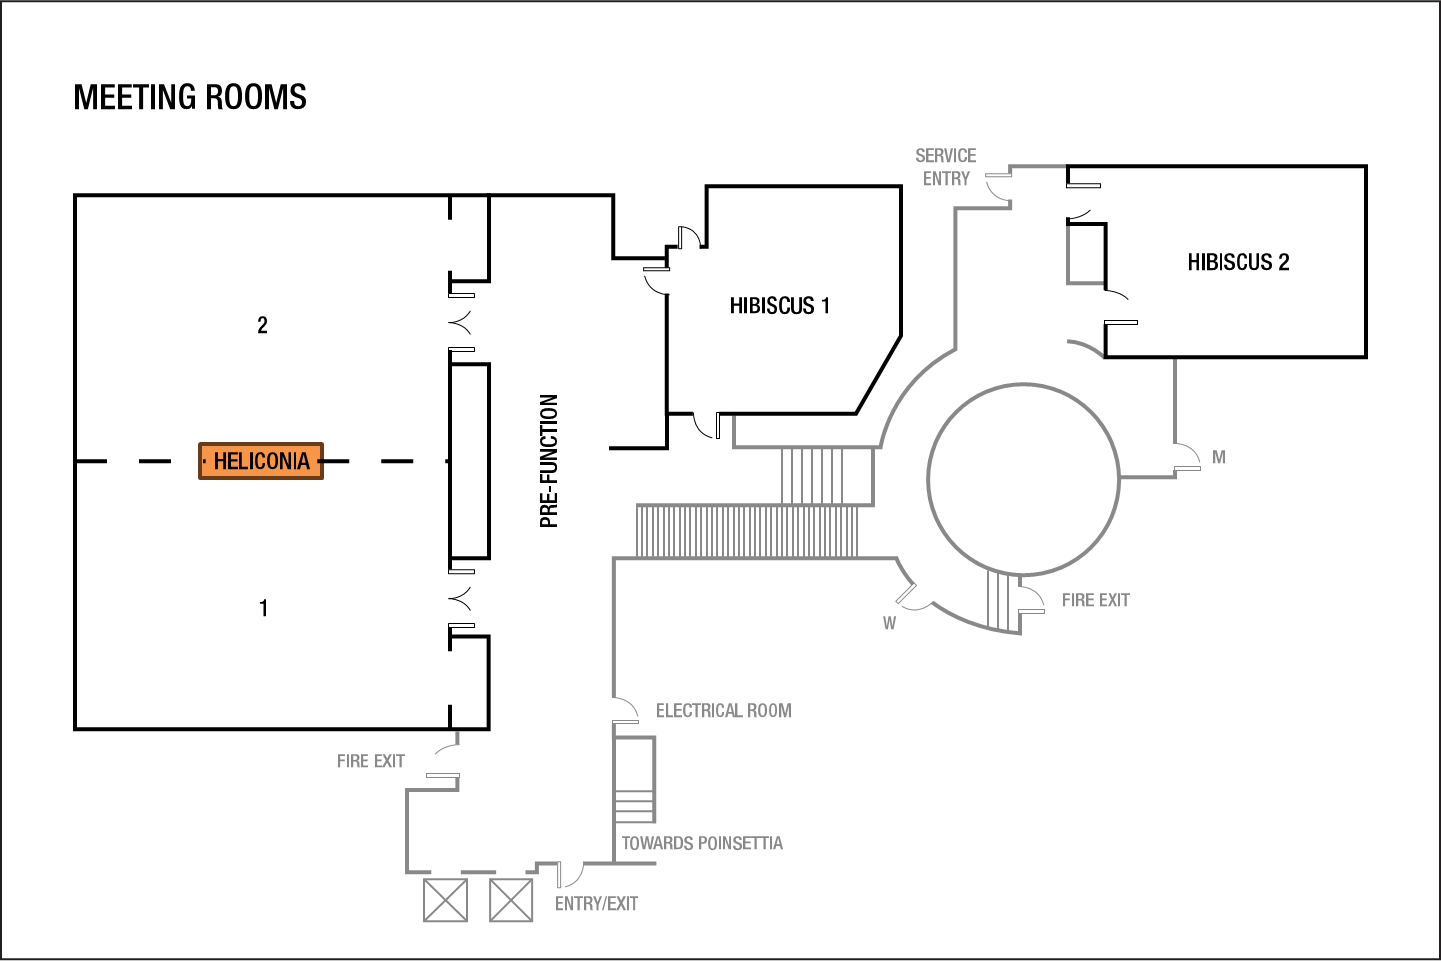 MEETING ROOMS
SERVICE
ENTRY
HIBISCUS 2
HIBISCUS 1
2
PRE-FUNCTION
HELICONIA
M
1
FIRE EXIT
W
ELECTRICAL ROOM
FIRE EXIT
TOWARDS POINSETTIA
ENTRY/EXIT